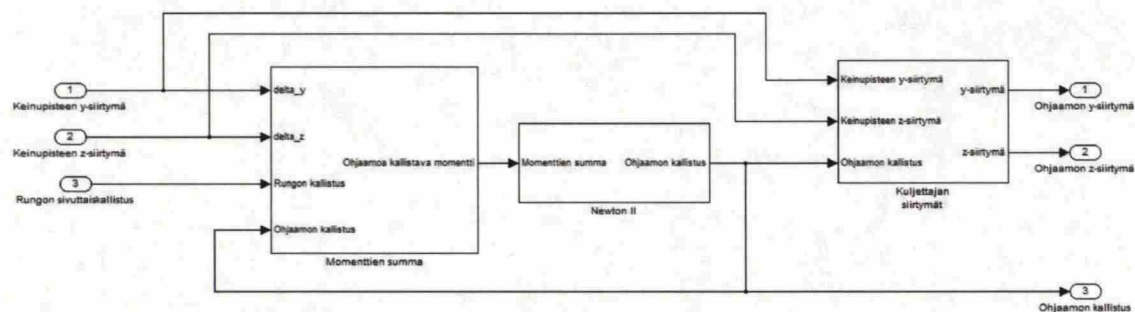 1
Keinupisteen y-siirtymä
2
Keinupisteen z-siirtymä
3
Rungon sivuttaiskallistus
delta_y
delta_z
Rungon kallistus
Ohjaamon kallistus
Ohjaamoa kallistava momentti
Momenttien summa
Momenttien summa
Ohjaamon kallistus
Newton II
Keinupisteen y-siirtymä
Keinupisteen z-siirtymä
Ohjaamon kallistus
y-siirtymä
z-siirtymä
Kuljettajan
siirtymät
1
Ohjaamon y-siirtymä
2
Ohjaamon z-siirtymä
3
Ohjaamon kallistus